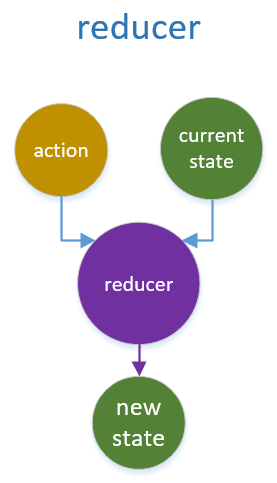 reducer
action
current
state
reducer
new
state